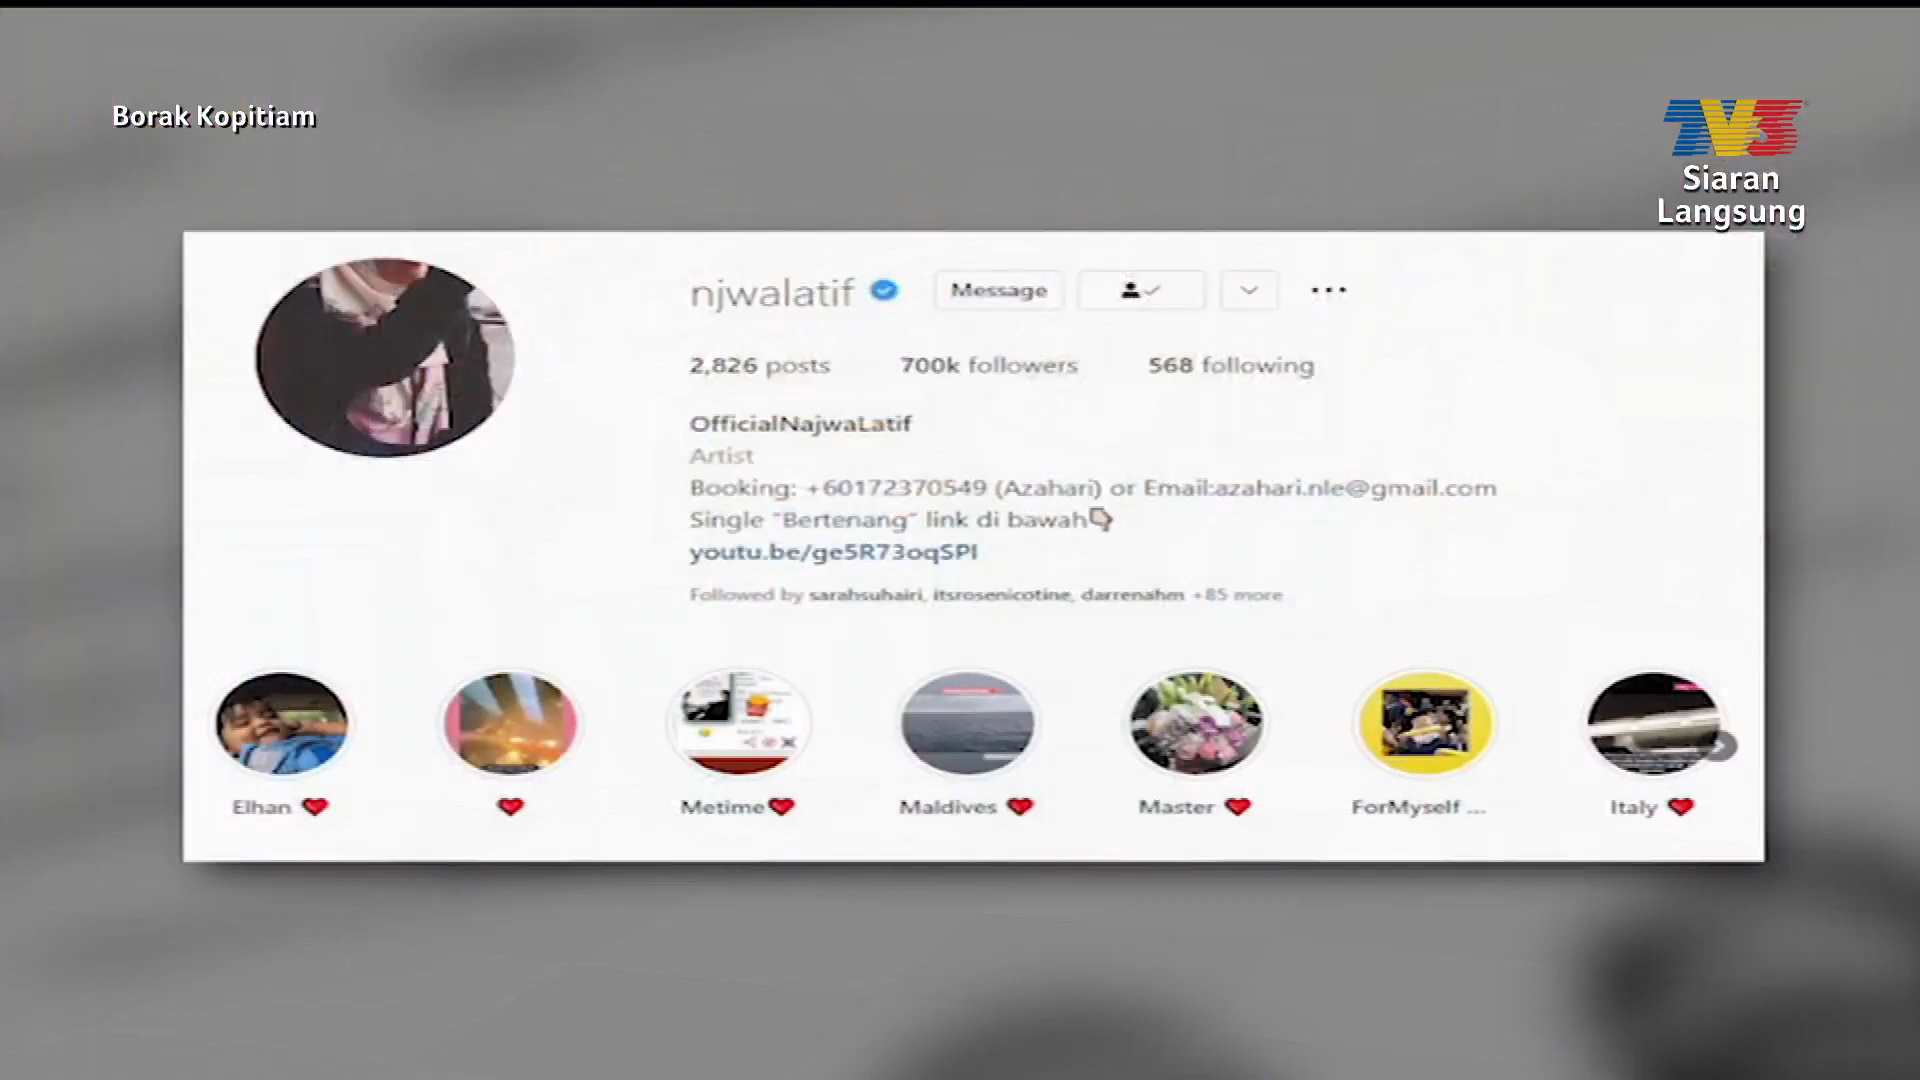 Borak Kopitiam
TV3
Siaran
Langsung
njwalatif
Message
2,826 posts 700k followers 568 following
OfficialNajwaLatif
Artist
Booking: +60172370549 (Azahari) or Email:azahari.nle@gmail.com
Single "Bertenang" link di bawah👇
youtu.be/ge5R73oqSPI
Followed by sarahsuhairi, itsrosenicotine, darrenahm +85 more
Elhan ❤️ ❤️ Metime❤️ Maldives ❤️ Master ❤️ ForMyself ... Italy ❤️